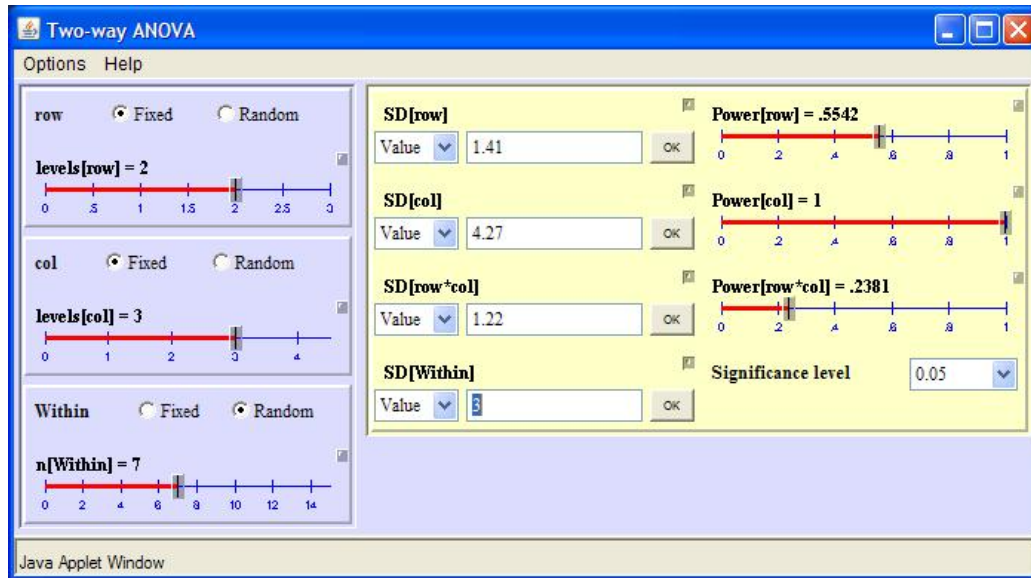 Two-way ANOVA
Options Help
row Fixed Random
levels[row] = 2
0 .5 1 1.5 2 2.5 3
col Fixed Random
levels[col] = 3
0 1 2 3 4
Within Fixed Random
n[Within] = 7
0 2 4 6 8 10 12 14
SD[row]
Value 1.41 OK
SD[col]
Value 4.27 OK
SD[row*col]
Value 1.22 OK
SD[Within]
Value 3 OK
Power[row] = .5542
0 .2 .4 .6 .8 1
Power[col] = 1
0 .2 .4 .6 .8 1
Power[row*col] = .2381
0 .2 .4 .6 .8 1
Significance level 0.05
Java Applet Window